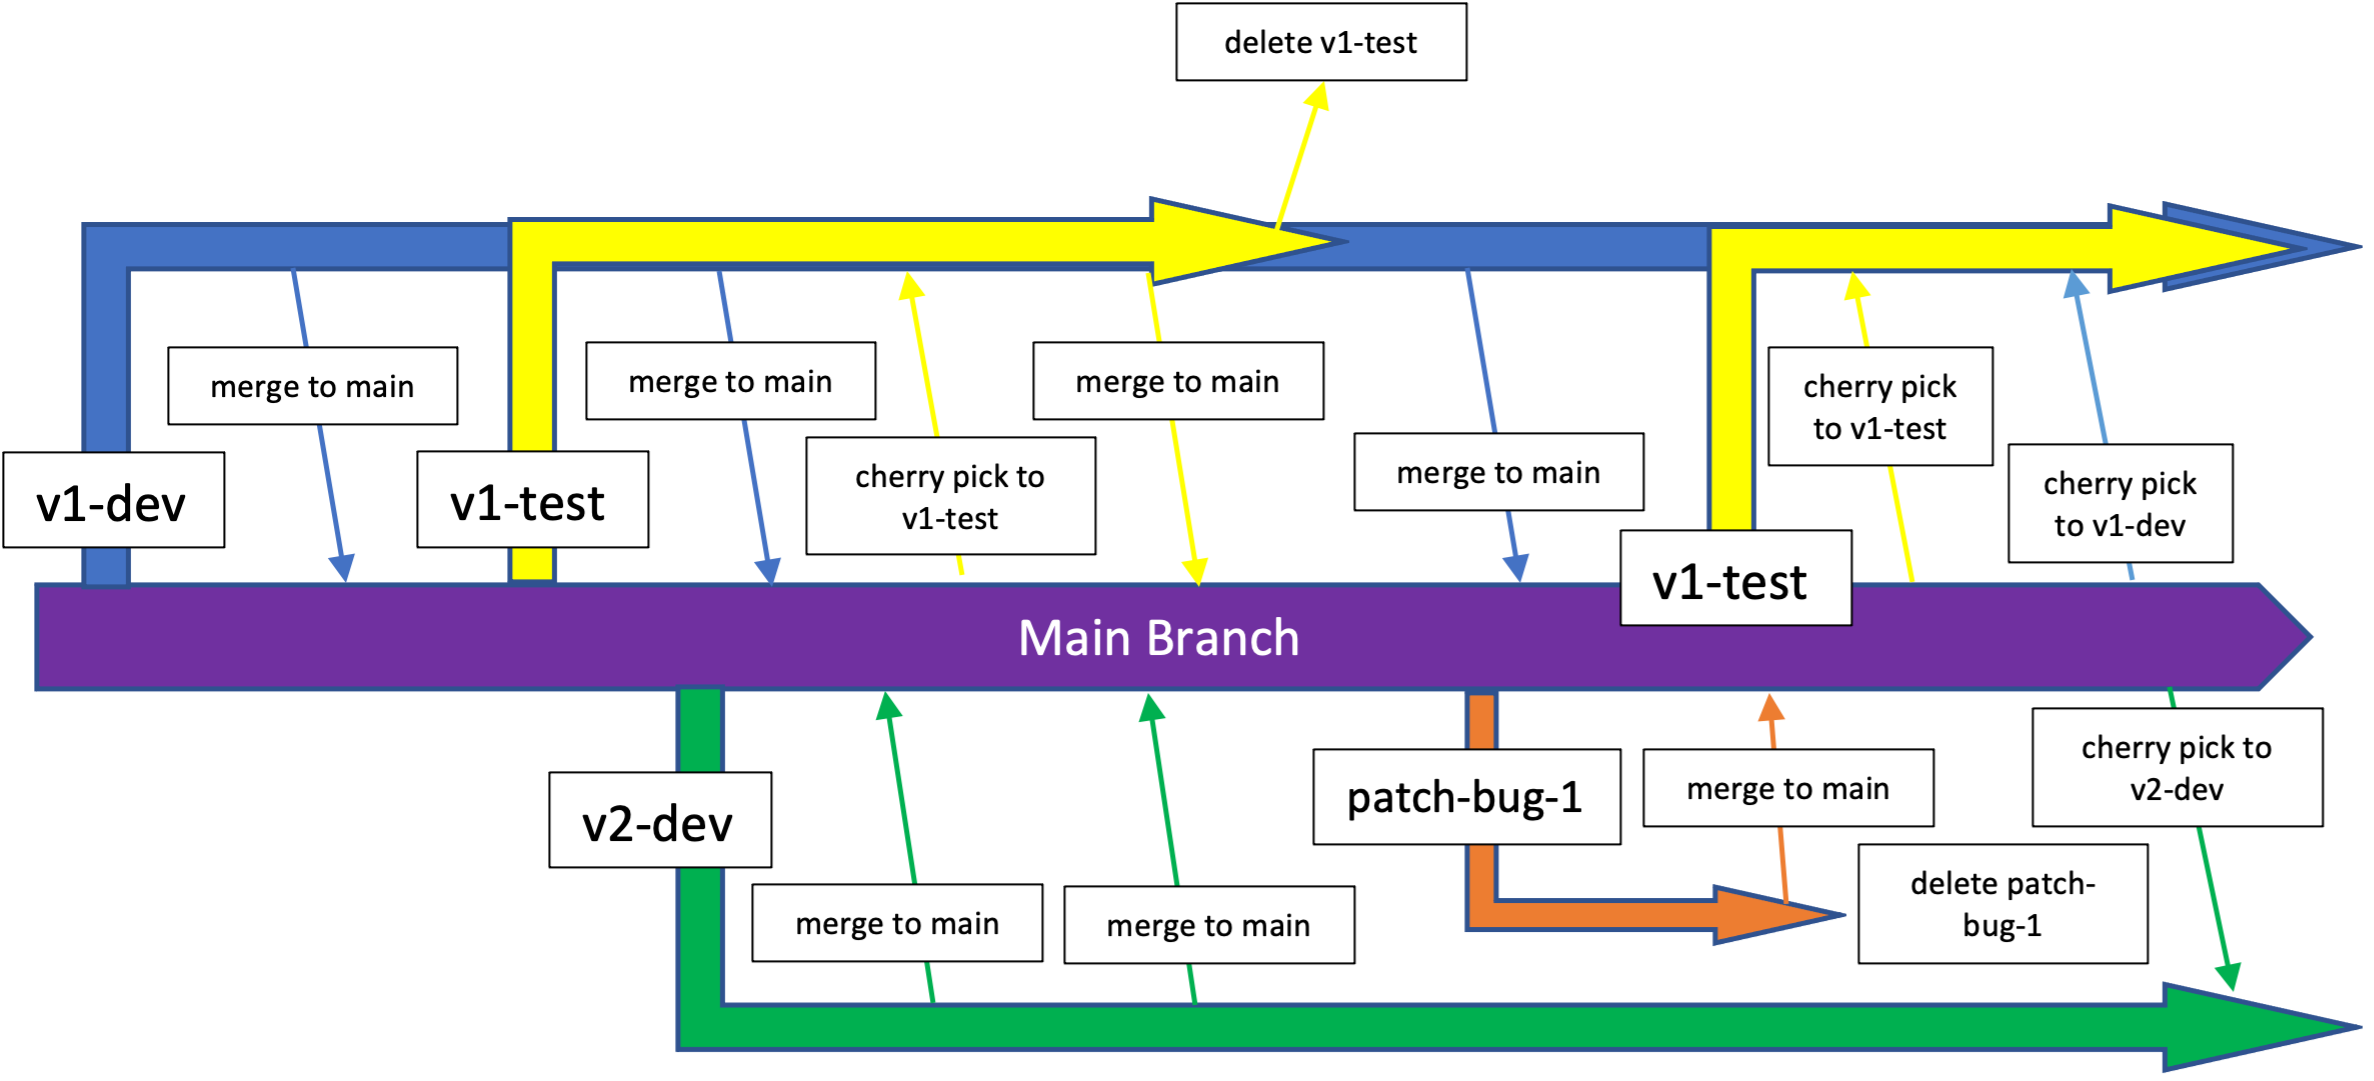 delete v1-test
merge to main
merge to main
merge to main
cherry pick
to v1-test
cherry pick to
v1-test
merge to main
cherry pick
to v1-dev
v1-dev
v1-test
v1-test
Main Branch
v2-dev
patch-bug-1
merge to main
cherry pick to
v2-dev
merge to main
merge to main
delete patch-
bug-1